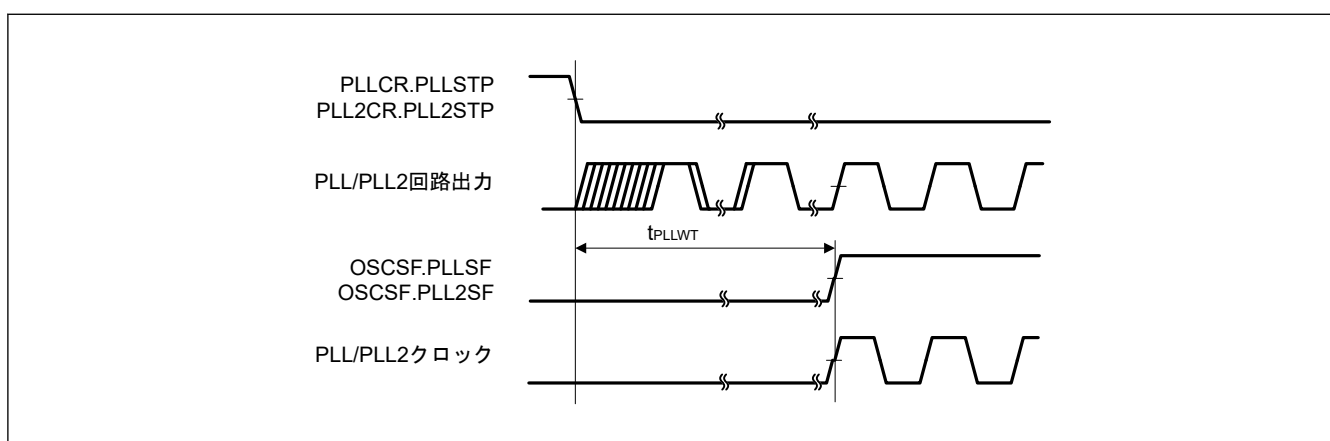 PLLCR.PLLSTP
PLL2CR.PLL2STP
PLL/PLL2回路出力
tPLLWT
OSCSF.PLLSF
OSCSF.PLL2SF
PLL/PLL2クロック